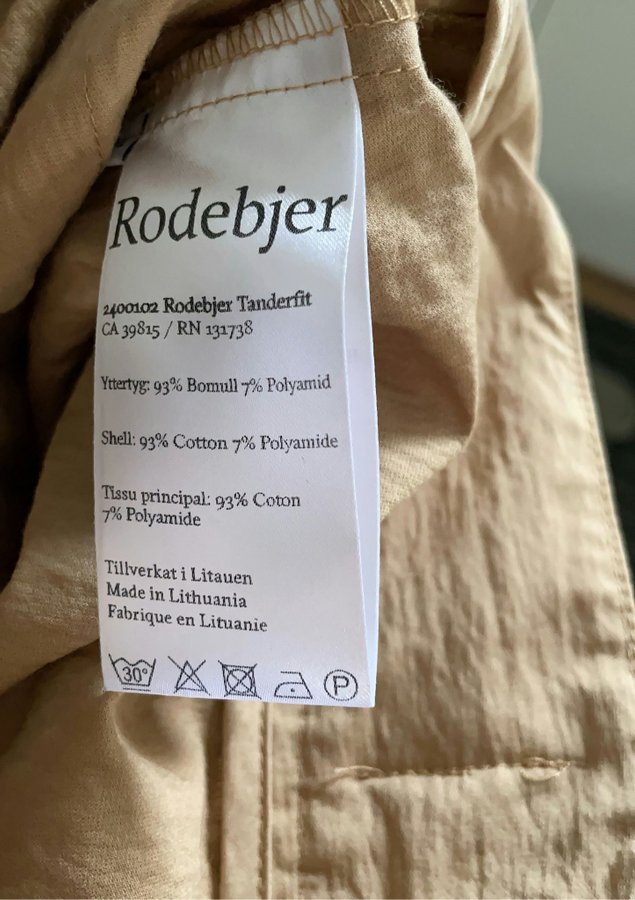 Rodebjer
2400102 Rodebjer Tanderfit
CA 39815 / RN 131738
Yttertyg: 93% Bomull 7% Polyamid
Shell: 93% Cotton 7% Polyamide
Tissu principal: 93% Coton
7% Polyamide
Tillverkat i Litauen
Made in Lithuania
Fabrique en Lituanie
30° P